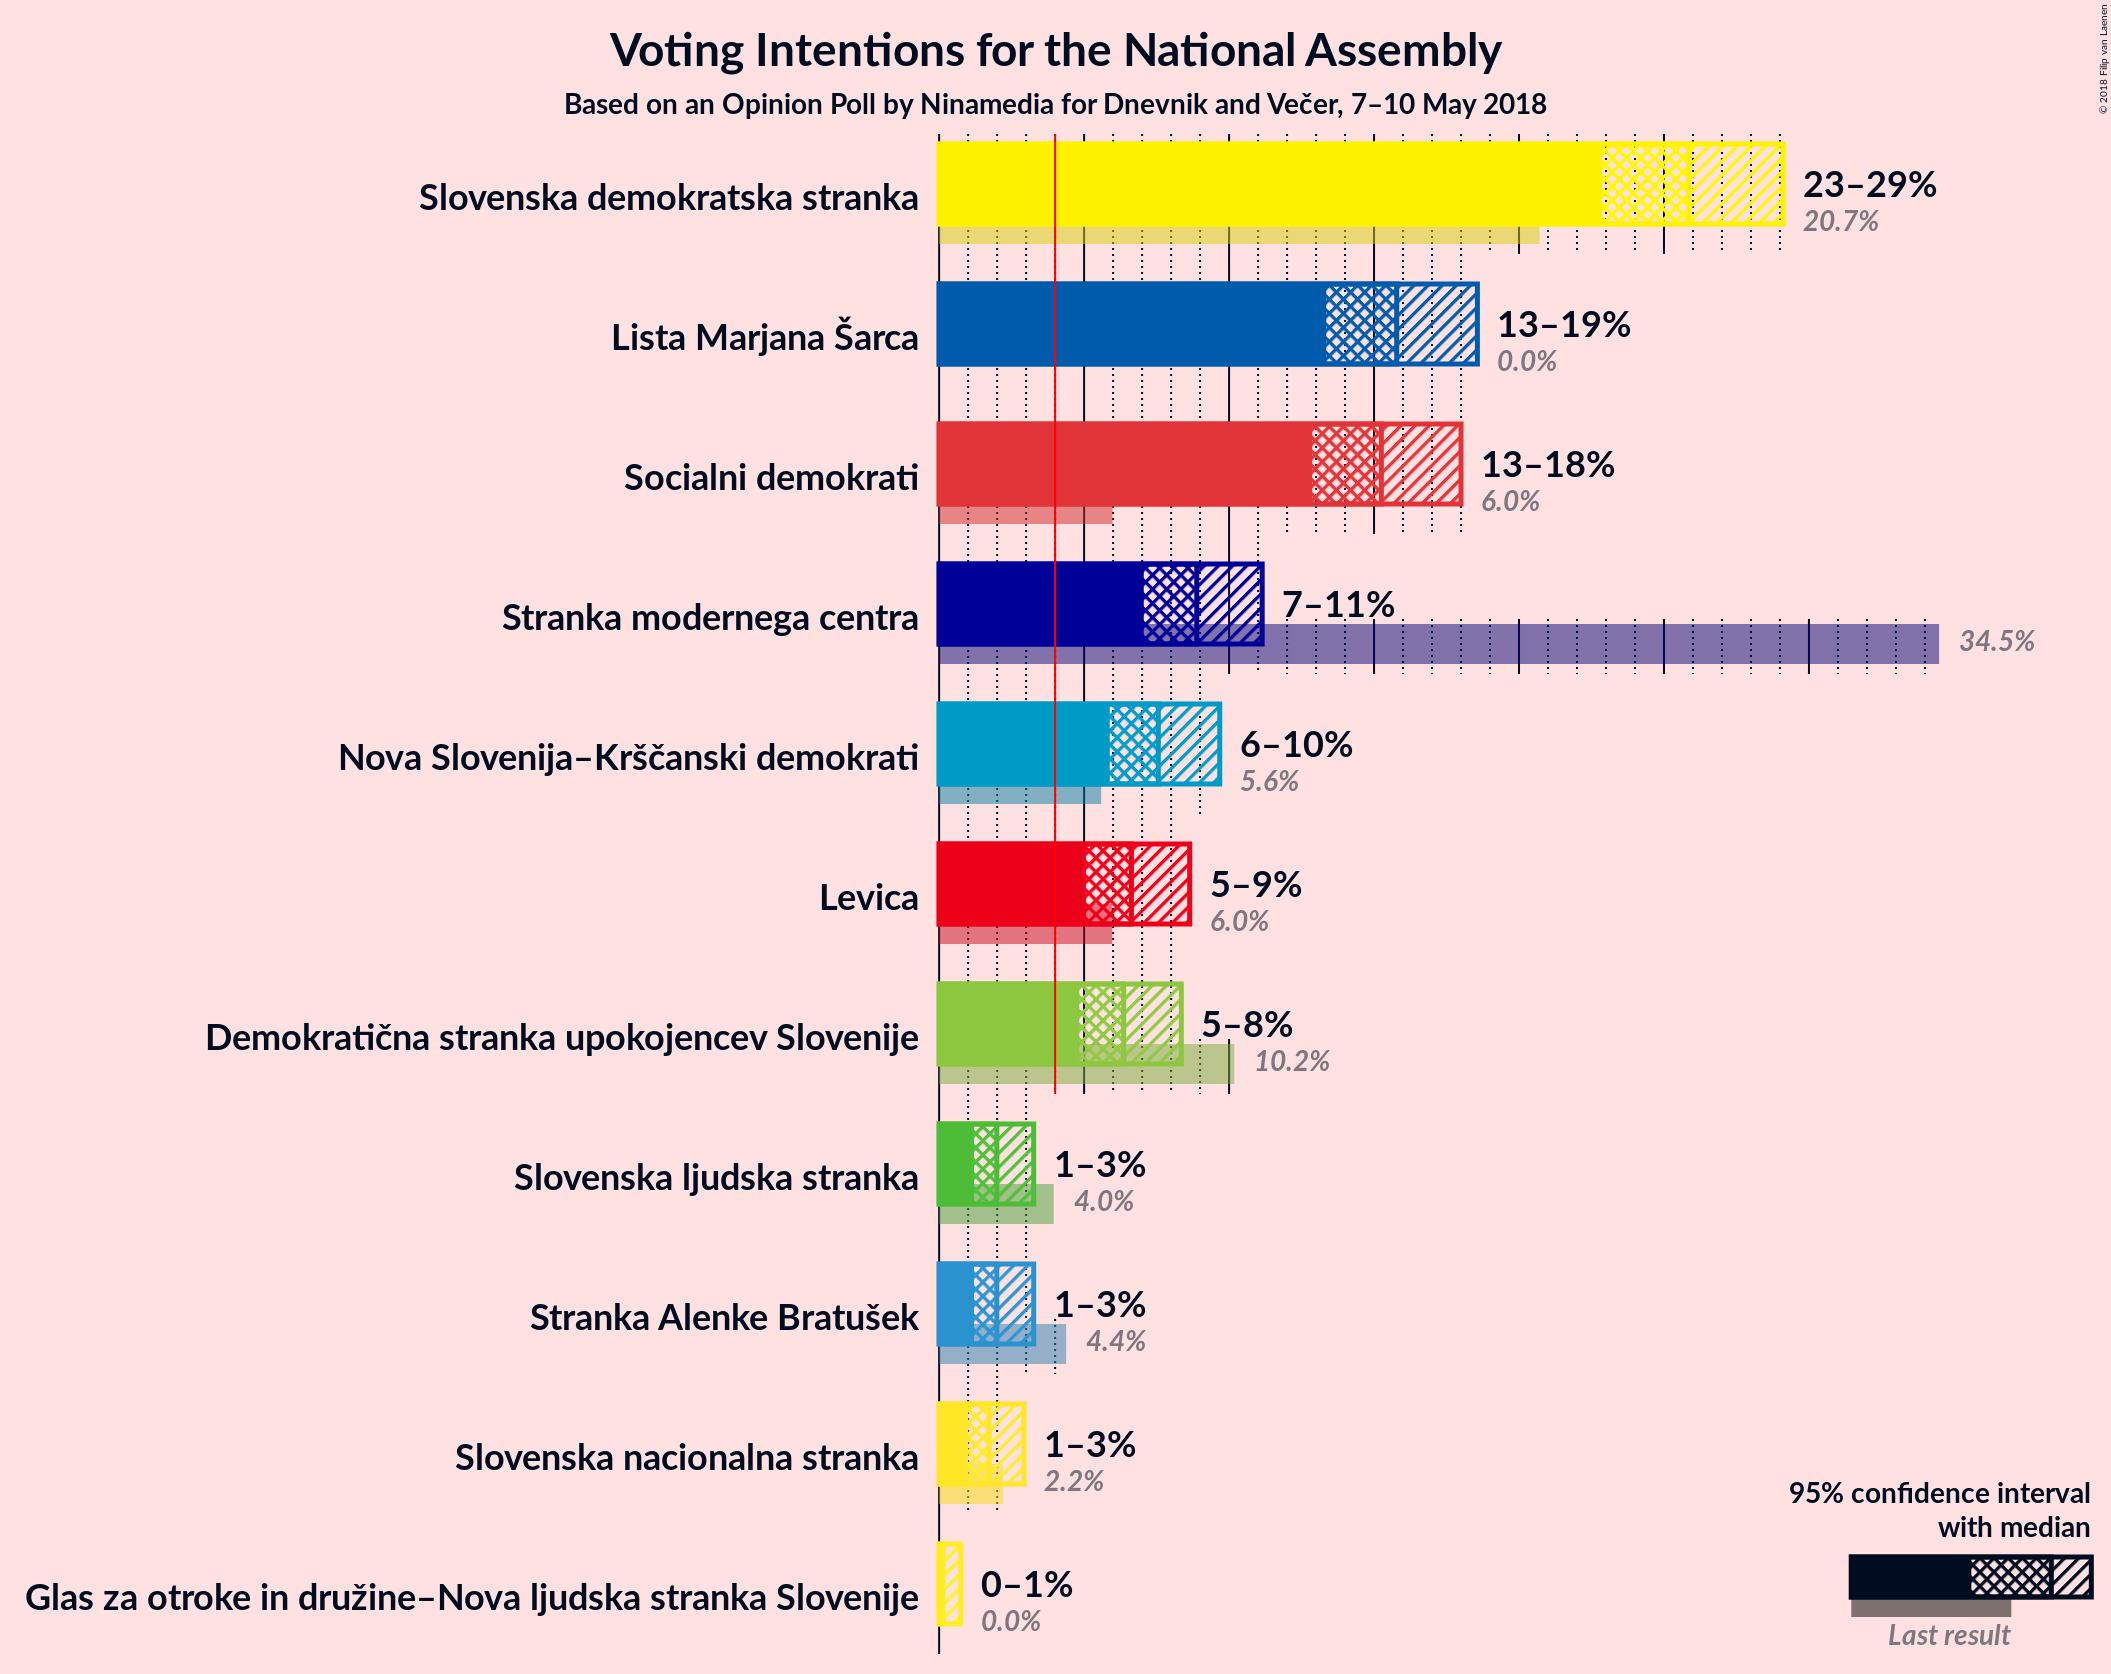 Voting Intentions for the National Assembly
Based on an Opinion Poll by Ninamedia for Dnevnik and Večer, 7–10 May 2018
© 2018 Filip van Laenen
Slovenska demokratska stranka
23–29%
20.7%
Lista Marjana Šarca
13–19%
0.0%
Socialni demokrati
13–18%
6.0%
Stranka modernega centra
7–11%
34.5%
Nova Slovenija–Krščanski demokrati
6–10%
5.6%
Levica
5–9%
6.0%
Demokratična stranka upokojencev Slovenije
5–8%
10.2%
Slovenska ljudska stranka
1–3%
4.0%
Stranka Alenke Bratušek
1–3%
4.4%
Slovenska nacionalna stranka
1–3%
2.2%
Glas za otroke in družine–Nova ljudska stranka Slovenije
0–1%
0.0%
95% confidence interval
with median
Last result